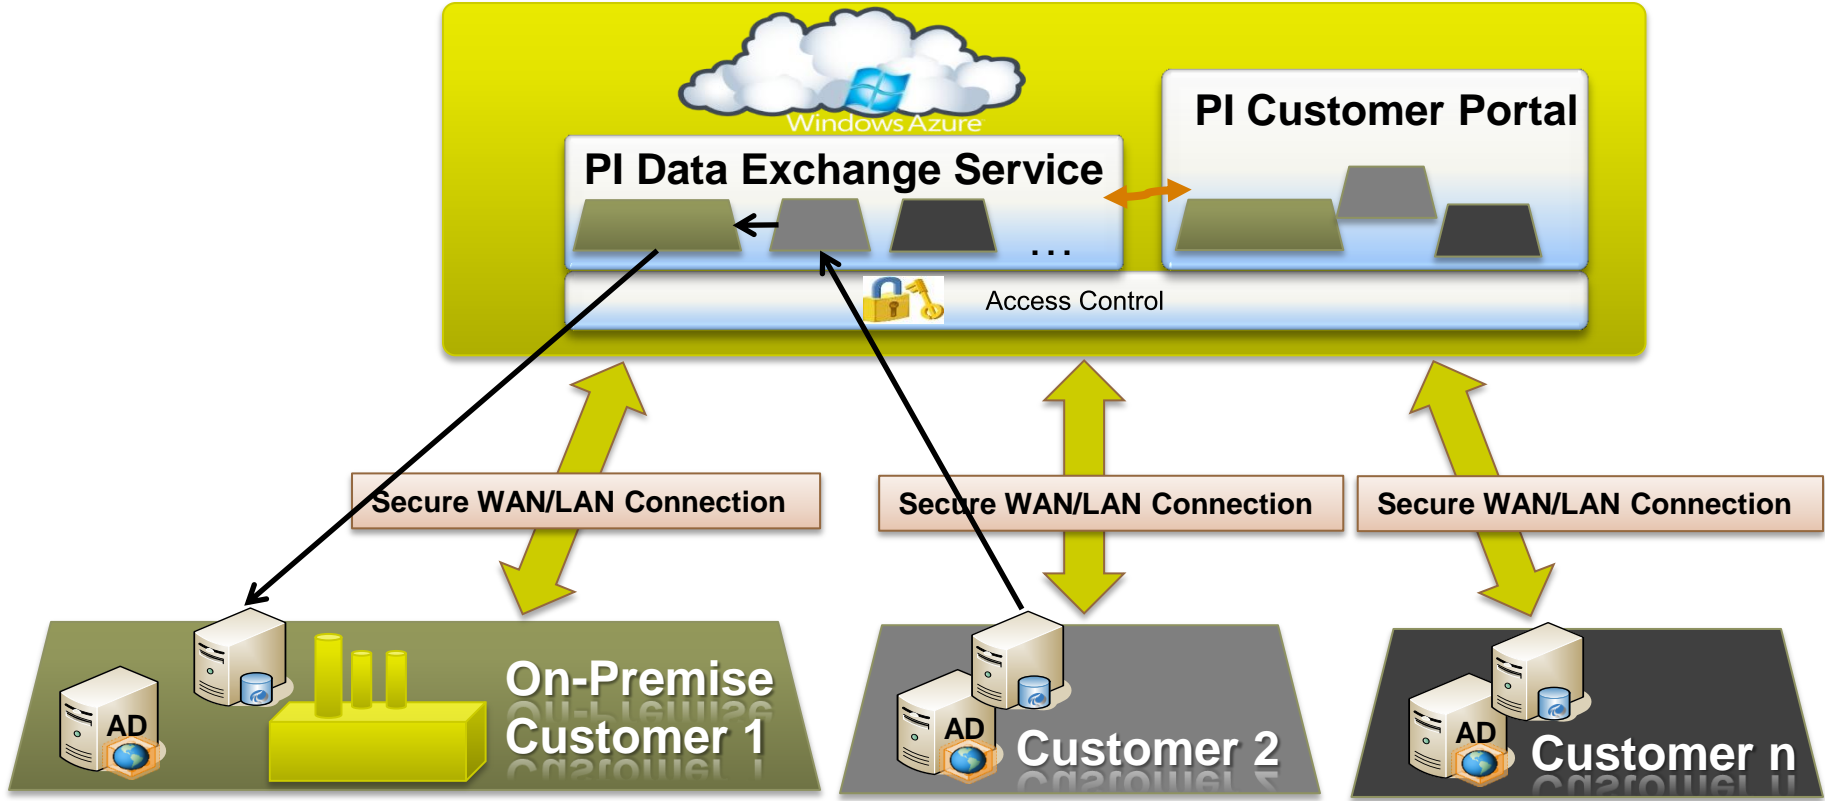 Windows Azure
PI Customer Portal
PI Data Exchange Service
...
Access Control
Secure WAN/LAN Connection
Secure WAN/LAN Connection
Secure WAN/LAN Connection
On-Premise
Customer 1
AD
AD
Customer 2
AD
Customer n